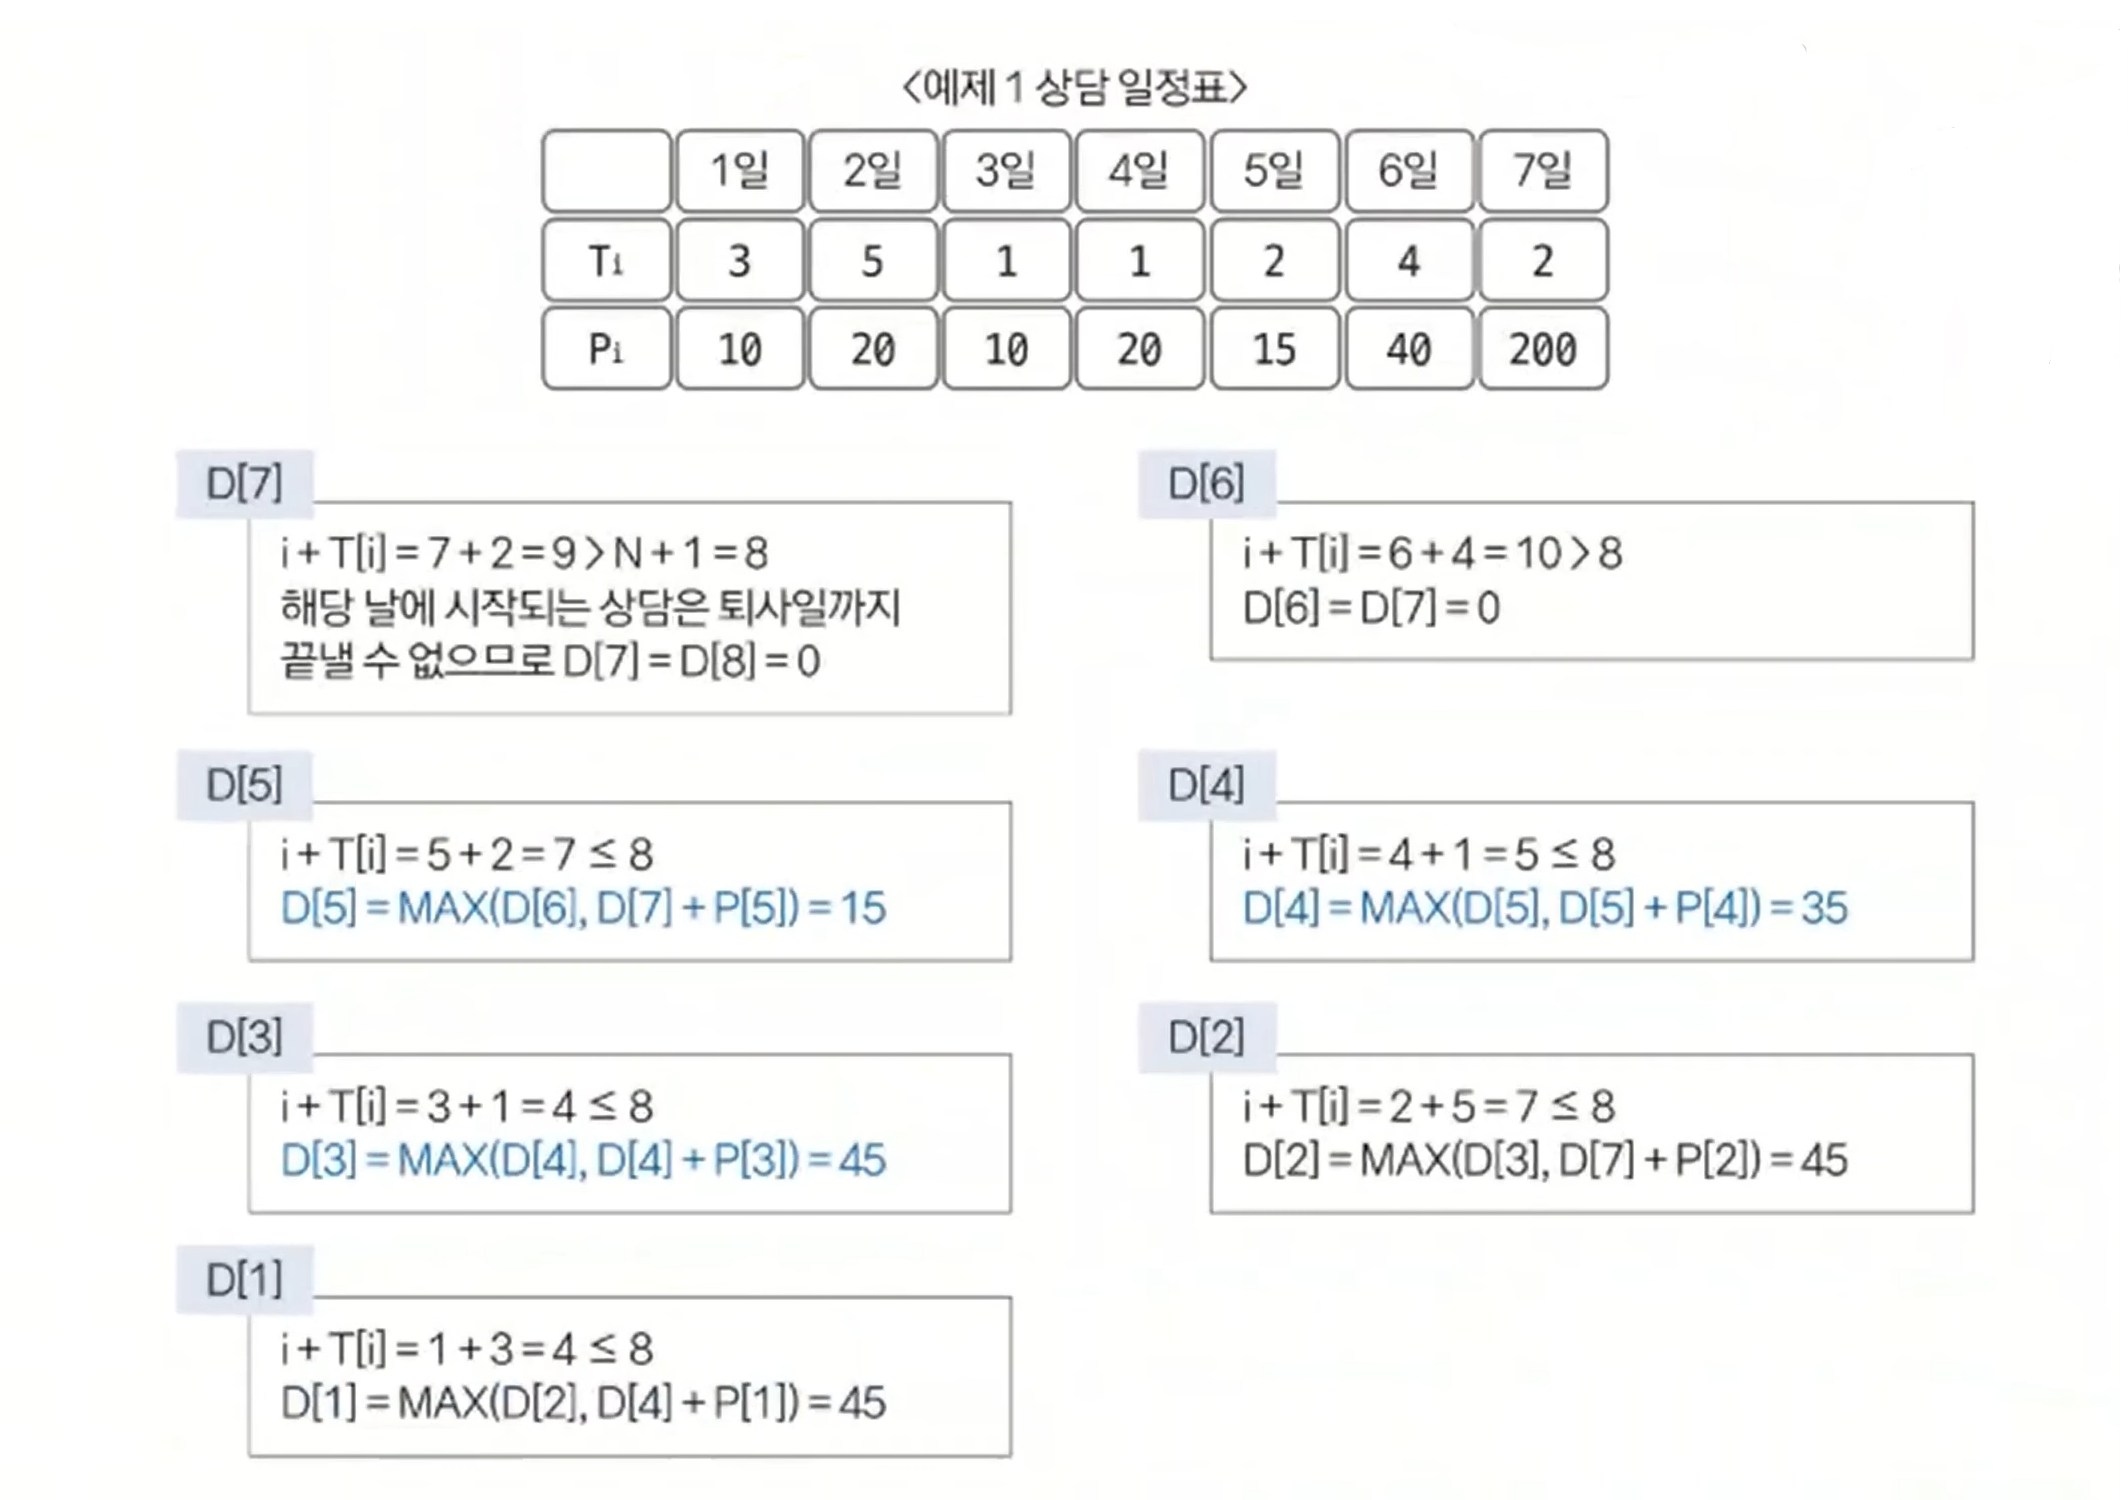 <예제 1 상담 일정표>
1일 2일 3일 4일 5일 6일 7일
Ti 3 5 1 1 2 4 2
Pi 10 20 10 20 15 40 200
D[7]
i+T[i]=7+2=9>N+1=8
해당 날에 시작되는 상담은 퇴사일까지
끝낼 수 없으므로 D[7]=D[8]=0
D[6]
i+T[i]=6+4=10>8
D[6]=D[7]=0
D[5]
i+T[i]=5+2=7 ≤ 8
D[5]=MAX(D[6], D[7]+P[5])=15
D[4]
i+T[i]=4+1=5 ≤ 8
D[4]=MAX(D[5], D[5]+P[4])=35
D[3]
i+T[i]=3+1=4 ≤ 8
D[3]=MAX(D[4], D[4]+P[3])=45
D[2]
i+T[i]=2+5=7 ≤ 8
D[2]=MAX(D[3], D[7]+P[2])=45
D[1]
i+T[i]=1+3=4 ≤ 8
D[1]=MAX(D[2], D[4]+P[1])=45